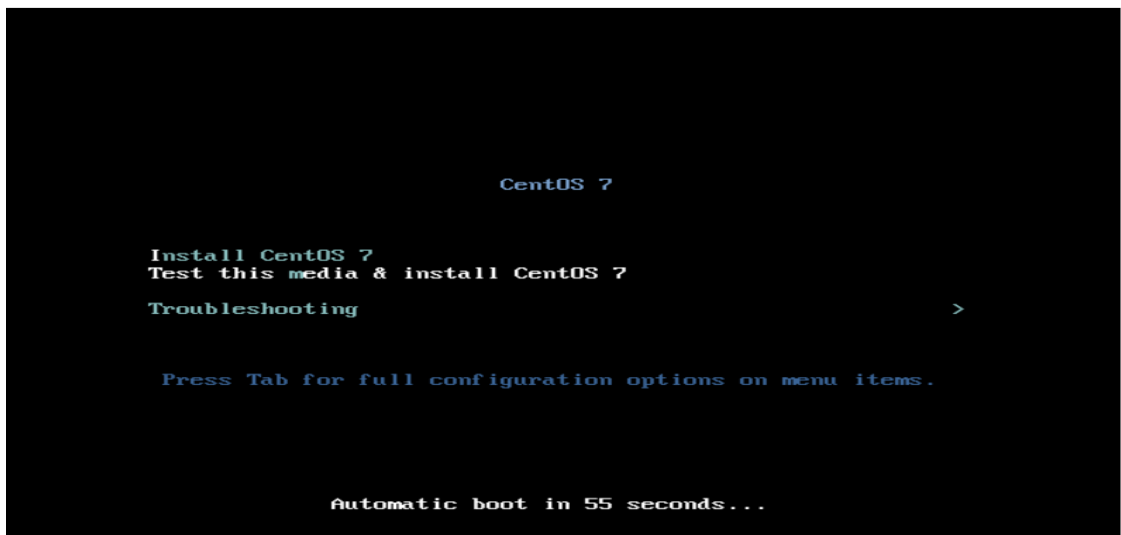 CentOS 7
Install CentOS 7
Test this media & install CentOS 7
Troubleshooting >
Press Tab for full configuration options on menu items.
Automatic boot in 55 seconds...